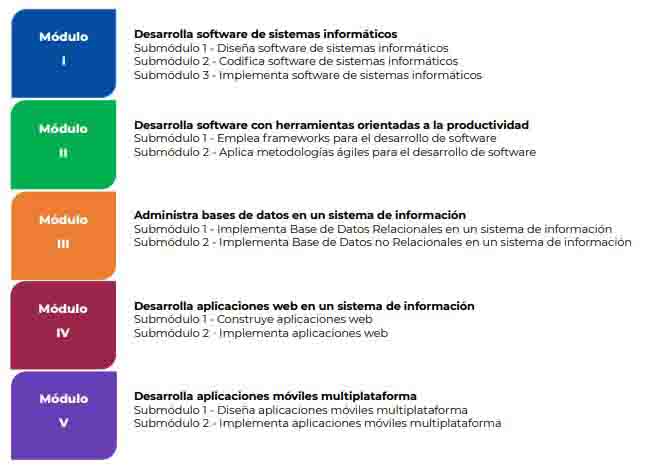 Módulo
I
Desarrolla software de sistemas informáticos
Submódulo 1 - Diseña software de sistemas informáticos
Submódulo 2 - Codifica software de sistemas informáticos
Submódulo 3 - Implementa software de sistemas informáticos
Módulo
II
Desarrolla software con herramientas orientadas a la productividad
Submódulo 1 - Emplea frameworks para el desarrollo de software
Submódulo 2 - Aplica metodologías ágiles para el desarrollo de software
Módulo
III
Administra bases de datos en un sistema de información
Submódulo 1 - Implementa Base de Datos Relacionales en un sistema de información
Submódulo 2 - Implementa Base de Datos no Relacionales en un sistema de información
Módulo
IV
Desarrolla aplicaciones web en un sistema de información
Submódulo 1 - Construye aplicaciones web
Submódulo 2 - Implementa aplicaciones web
Módulo
V
Desarrolla aplicaciones móviles multiplataforma
Submódulo 1 - Diseña aplicaciones móviles multiplataforma
Submódulo 2 - Implementa aplicaciones móviles multiplataforma